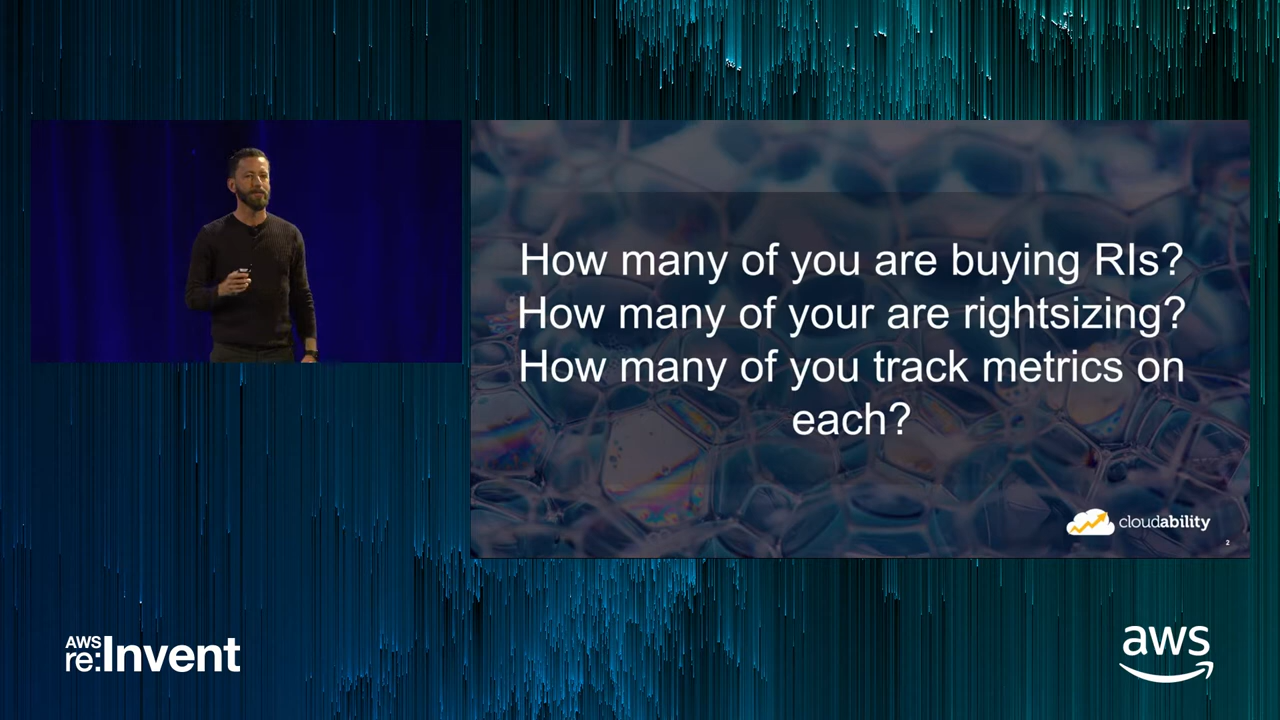 How many of you are buying RIs?
How many of your are rightsizing?
How many of you track metrics on
each?
cloudability
2
AWS
re:Invent
aws